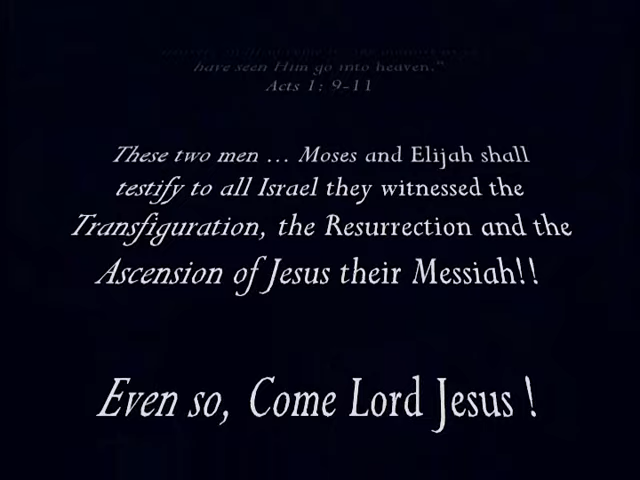 have seen Him go into heaven."
Acts 1: 9-11
These two men ... Moses and Elijah shall
testify to all Israel they witnessed the
Transfiguration, the Resurrection and the
Ascension of Jesus their Messiah!!
Even so, Come Lord Jesus !